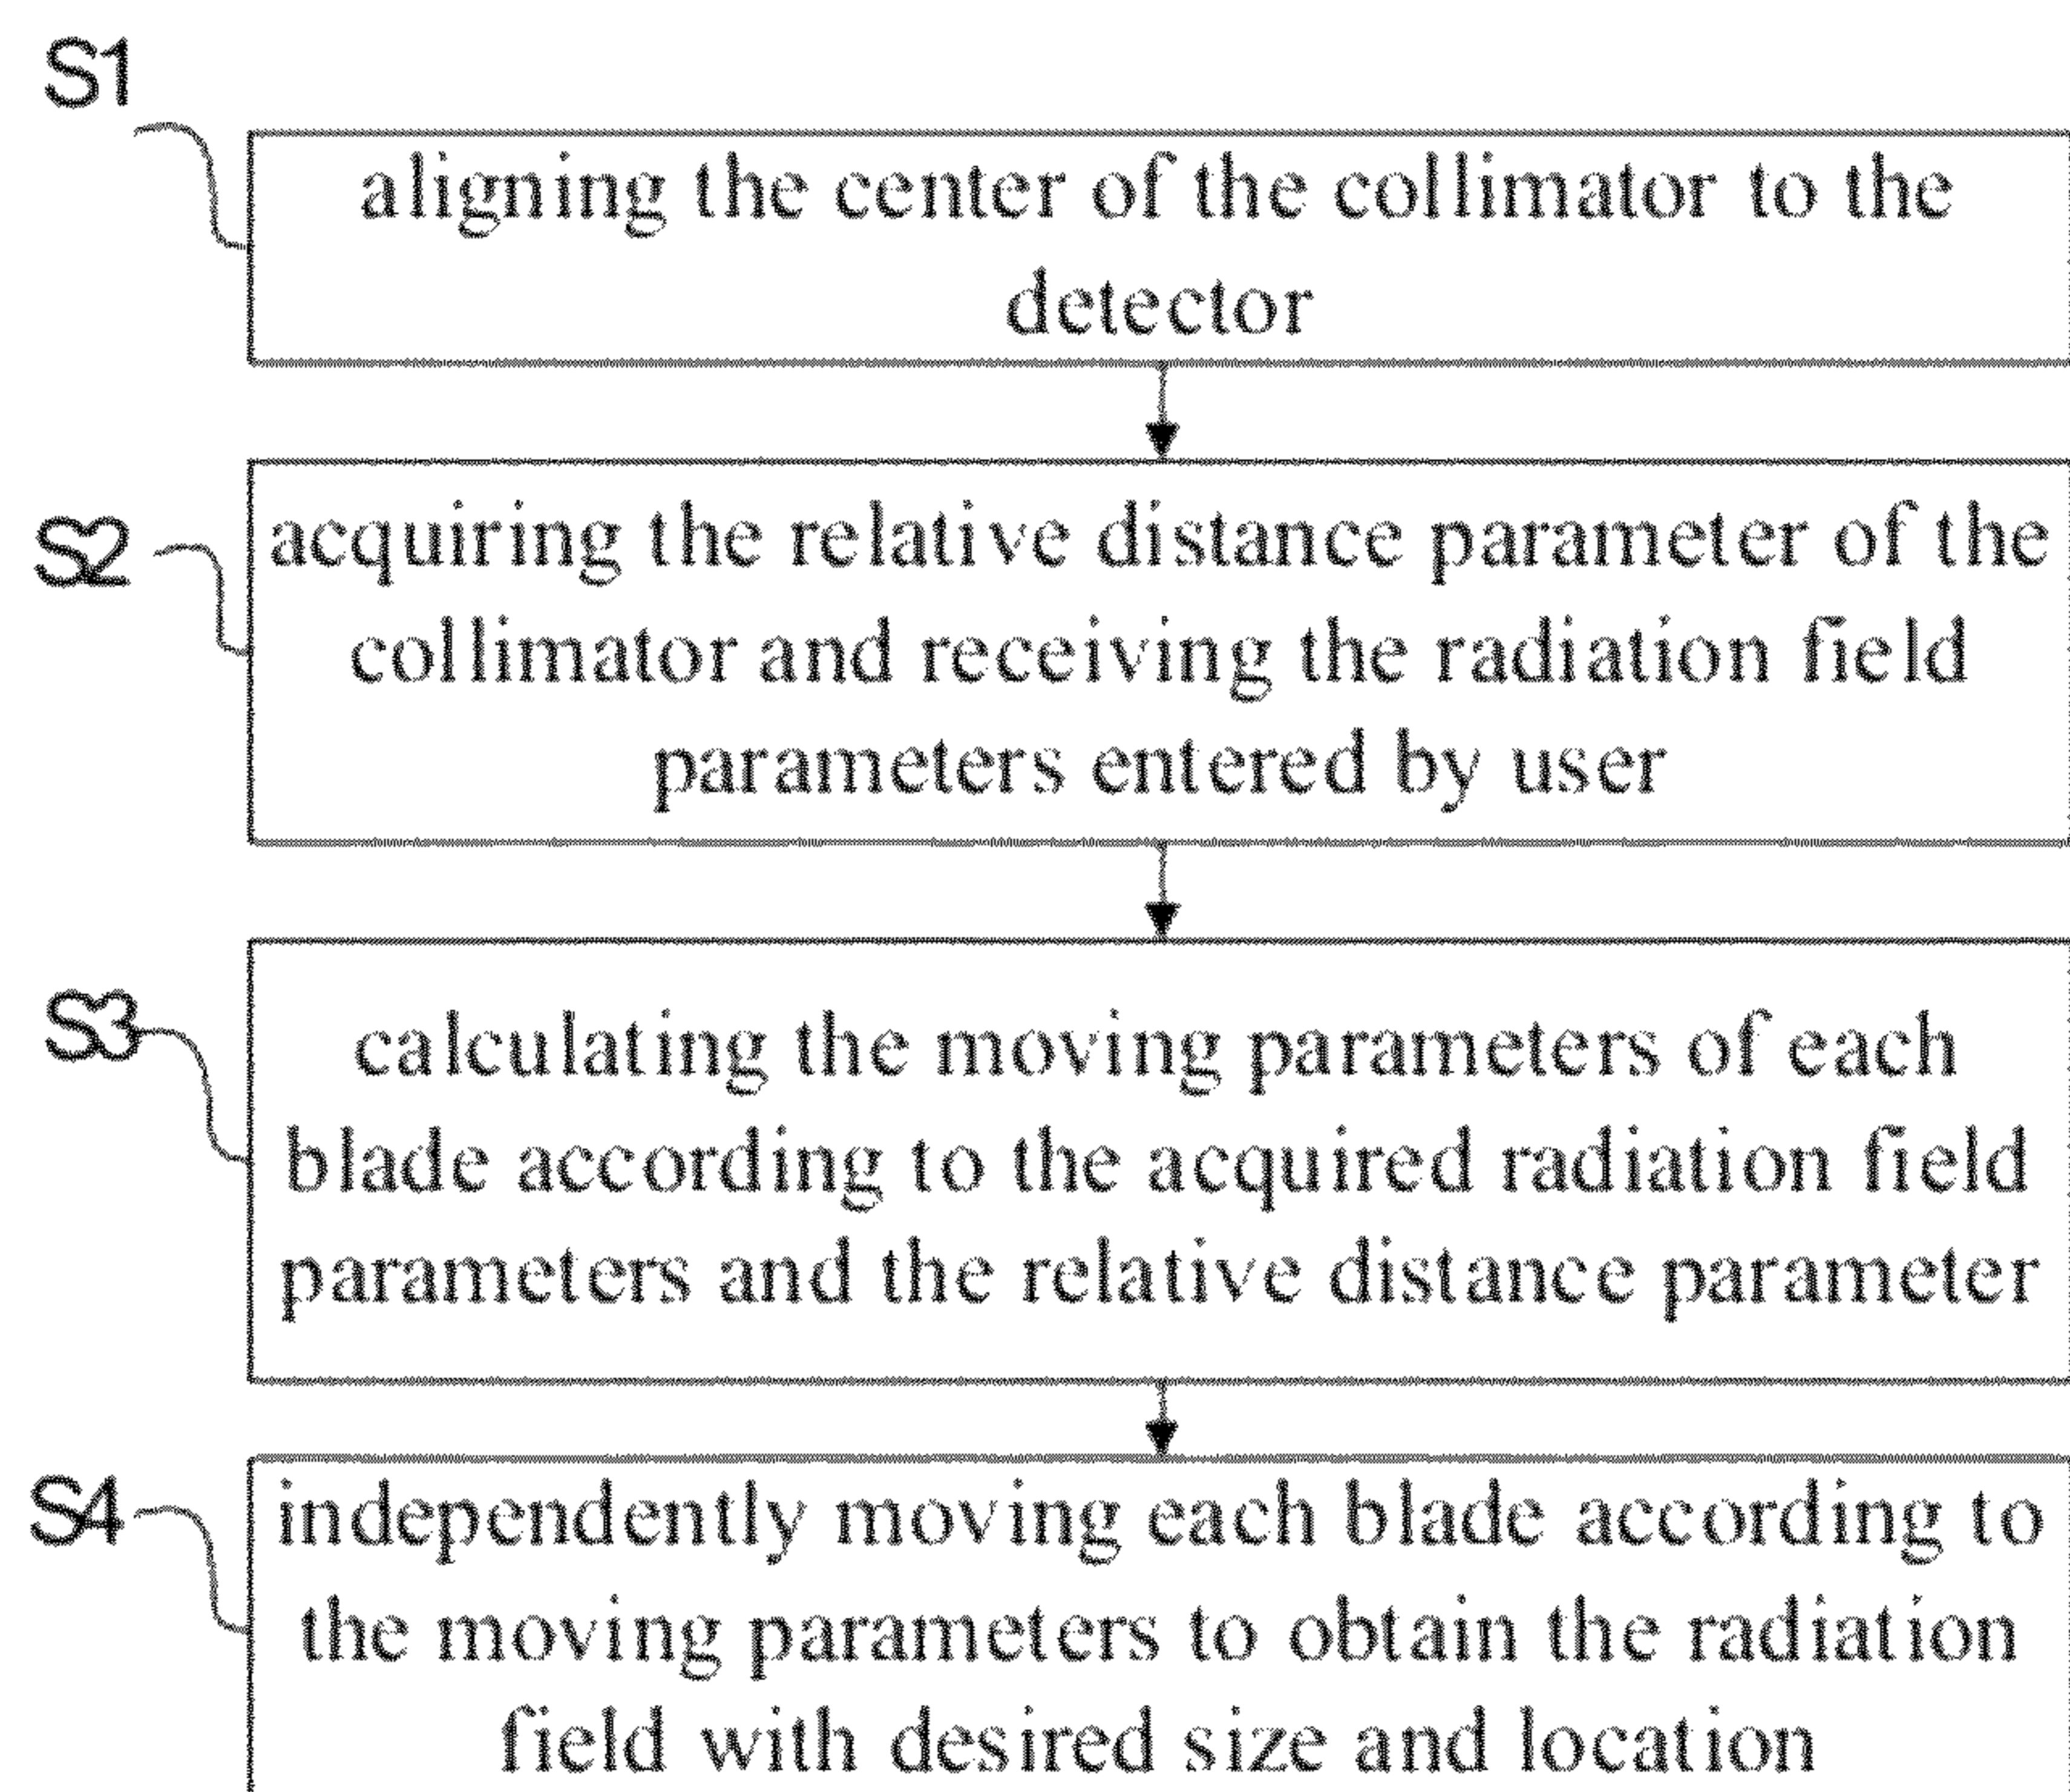 S1
aligning the center of the collimator to the
detector
S2
acquiring the relative distance parameter of the
collimator and receiving the radiation field
parameters entered by user
S3
calculating the moving parameters of each
blade according to the acquired radiation field
parameters and the relative distance parameter
S4
independently moving each blade according to
the moving parameters to obtain the radiation
field with desired size and location